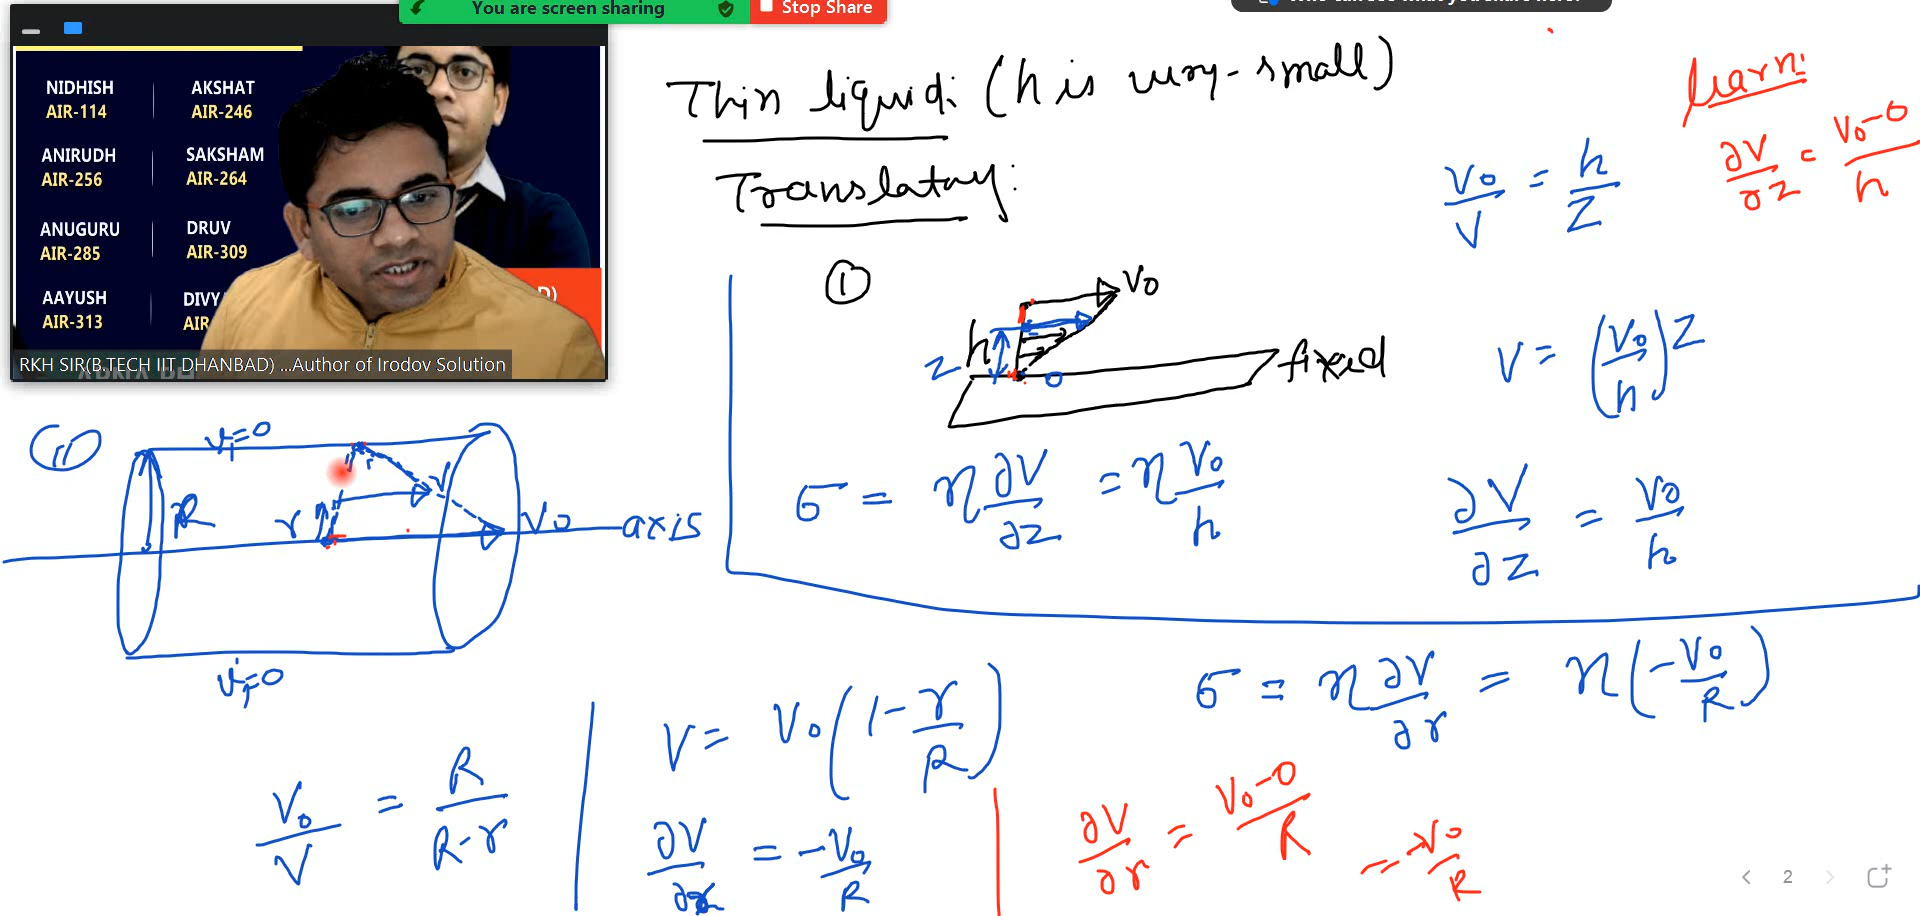 You are screen sharing
Stop Share
NIDHISH
AIR-114
AKSHAT
AIR-246
ANIRUDH
AIR-256
SAKSHAM
AIR-264
ANUGURU
AIR-285
DRUV
AIR-309
AAYUSH
AIR-313
AIR
RKH SIR(B.TECH IIT DHANBAD) ...Author of Irodov Solution
Thin liquid: (h is very-small)
Translatory:
①
h
z
0
V0
fixed
σ = η ∂V/∂z = η V0/h
V0/V = h/Z
V = (V0/h) Z
∂V/∂Z = V0/h
learn:
∂V/∂z = V0-0/h
(ii)
v=0
R
r
V
V0
axis
v=0
V0/V = R/R-r
V = V0(1 - r/R)
∂V/∂r = -V0/R
σ = η ∂V/∂r = η(-V0/R)
∂V/∂r = V0-0/R = -V0/R
2